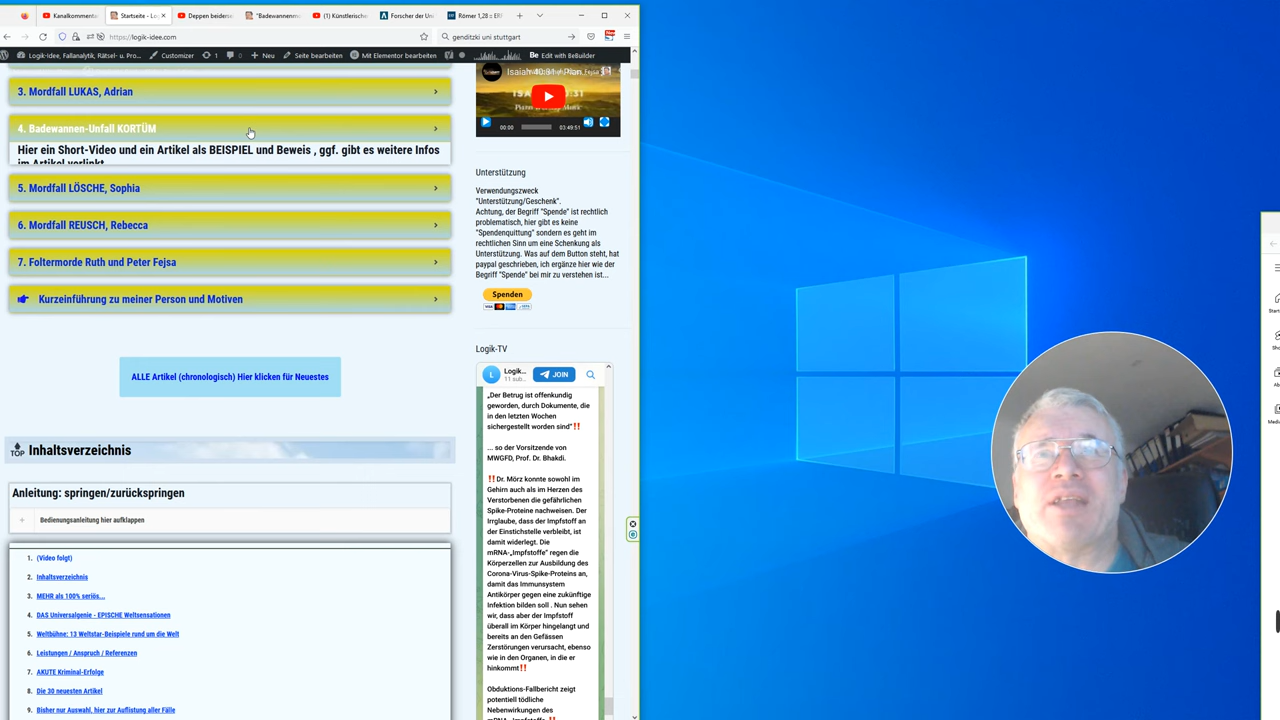 Kanalkommenta
Startseite - Lo
Deppen beiderse
"Badewannenmo
(1) Künstlerische
Forscher der Uni
Römer 1,28 :: ERF
https://logik-idee.com
genditzki uni stuttgart
Logik-Idee, Fallanalytik, Rätsel- u. Pro...
Customizer
1
Neu
Seite bearbeiten
Mit Elementor bearbeiten
Be Edit with BeBuilder
3. Mordfall LUKAS, Adrian
4. Badewannen-Unfall KORTÜM
Hier ein Short-Video und ein Artikel als BEISPIEL und Beweis , ggf. gibt es weitere Infos
im Artikel verlinkt
5. Mordfall LÖSCHE, Sophia
6. Mordfall REUSCH, Rebecca
7. Foltermorde Ruth und Peter Fejsa
Kurzeinführung zu meiner Person und Motiven
ALLE Artikel (chronologisch) Hier klicken für Neuestes
TOP
Inhaltsverzeichnis
Anleitung: springen/zurückspringen
Bedienungsanleitung hier aufklappen
1. (Video folgt)
2. Inhaltsverzeichnis
3. MEHR als 100% seriös...
4. DAS Universalgenie - EPISCHE Weltsensationen
5. Weltbühne: 13 Weltstar-Beispiele rund um die Welt
6. Leistungen / Anspruch / Referenzen
7. AKUTE Kriminal-Erfolge
8. Die 30 neuesten Artikel
9. Bisher nur Auswahl, hier zur Auflistung aller Fälle
00:00
03:49:51
Unterstützung
Verwendungszweck
"Unterstützung/Geschenk".
Achtung, der Begriff "Spende" ist rechtlich
problematisch, hier gibt es keine
"Spendenquittung" sondern es geht im
rechtlichen Sinn um eine Schenkung als
Unterstützung. Was auf dem Button steht, hat
paypal geschrieben, ich ergänze hier wie der
Begriff "Spende" bei mir zu verstehen ist...
Spenden
Logik-TV
L
Logik...
11 sub...
JOIN
„Der Betrug ist offenkundig
geworden, durch Dokumente, die
in den letzten Wochen
sichergestellt worden sind"‼
... so der Vorsitzende von
MWGFD, Prof. Dr. Bhakdi.
‼Dr. Mörz konnte sowohl im
Gehirn auch als im Herzen des
Verstorbenen die gefährlichen
Spike-Proteine nachweisen. Der
Irrglaube, dass der Impfstoff an
der Einstichstelle verbleibt, ist
damit widerlegt. Die
mRNA-„Impfstoffe" regen die
Körperzellen zur Ausbildung des
Corona-Virus-Spike-Proteins an,
damit das Immunsystem
Antikörper gegen eine zukünftige
Infektion bilden soll . Nun sehen
wir, dass aber der Impfstoff
überall im Körper hingelangt und
bereits an den Gefässen
Zerstörungen verursacht, ebenso
wie in den Organen, in die er
hinkommt‼
Obduktions-Fallbericht zeigt
potentiell tödliche
Nebenwirkungen des